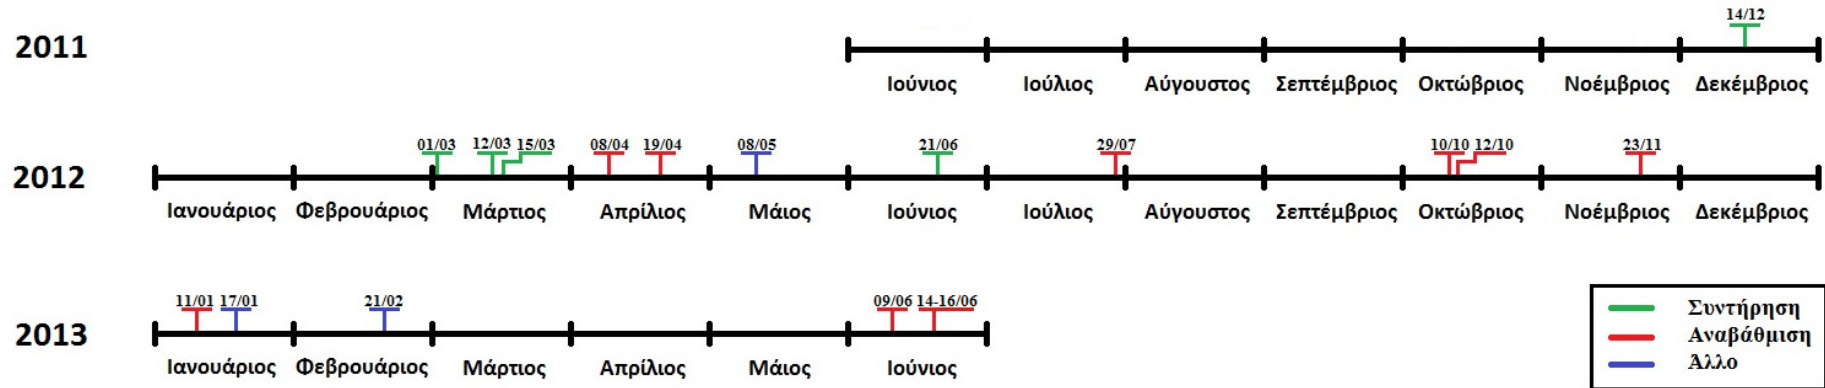 14/12
2011
Ιούνιος Ιούλιος Αύγουστος Σεπτέμβριος Οκτώβριος Νοέμβριος Δεκέμβριος
01/03 12/03 15/03 08/04 19/04 08/05 21/06 29/07 10/10 12/10 23/11
2012
Ιανουάριος Φεβρουάριος Μάρτιος Απρίλιος Μάιος Ιούνιος Ιούλιος Αύγουστος Σεπτέμβριος Οκτώβριος Νοέμβριος Δεκέμβριος
11/01 17/01 21/02 09/06 14-16/06
2013
Ιανουάριος Φεβρουάριος Μάρτιος Απρίλιος Μάιος Ιούνιος
Συντήρηση
Αναβάθμιση
Άλλο